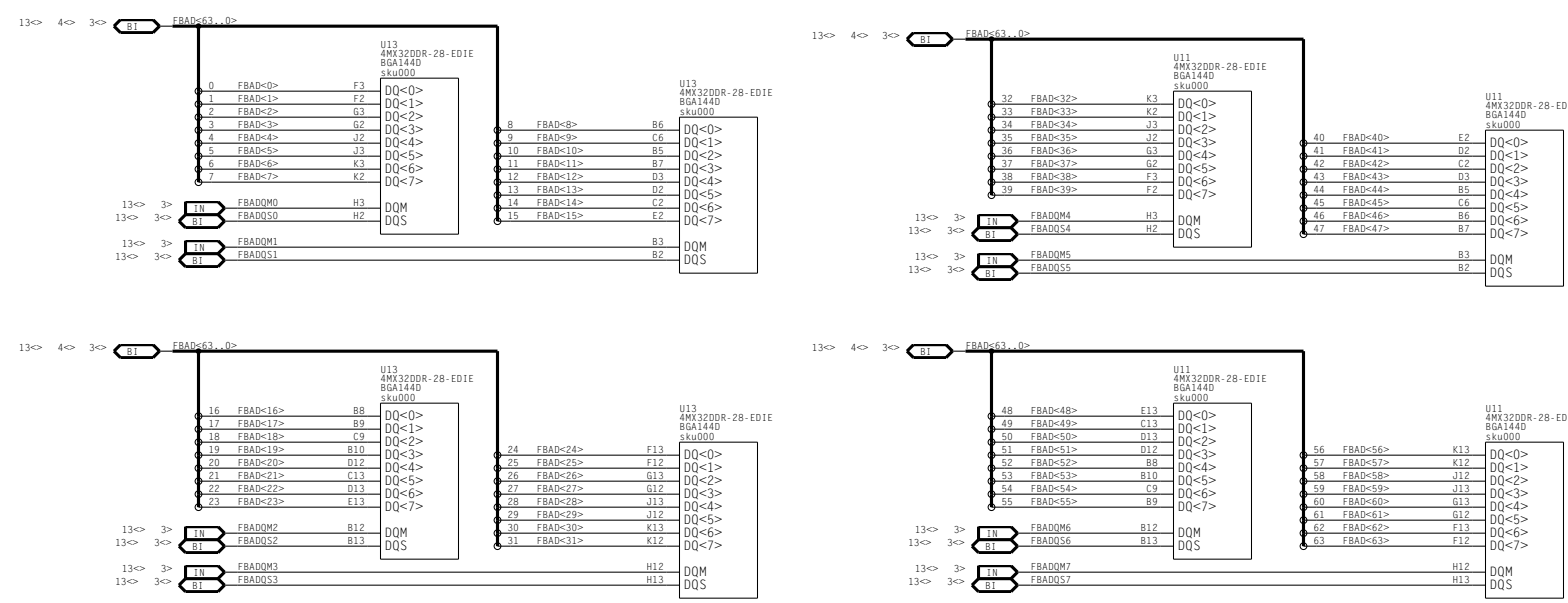 13<> 4<> 3<> BI FBAD<63..0>
U13
4MX32DDR-28-EDIE
BGA144D
sku000
0 FBAD<0> F3 DQ<0>
1 FBAD<1> F2 DQ<1>
2 FBAD<2> G3 DQ<2>
3 FBAD<3> G2 DQ<3>
4 FBAD<4> J2 DQ<4>
5 FBAD<5> J3 DQ<5>
6 FBAD<6> K3 DQ<6>
7 FBAD<7> K2 DQ<7>
13<> 3> IN FBADQM0 H3 DQM
13<> 3<> BI FBADQS0 H2 DQS
U13
4MX32DDR-28-EDIE
BGA144D
sku000
8 FBAD<8> B6 DQ<0>
9 FBAD<9> C6 DQ<1>
10 FBAD<10> B5 DQ<2>
11 FBAD<11> B7 DQ<3>
12 FBAD<12> D3 DQ<4>
13 FBAD<13> D2 DQ<5>
14 FBAD<14> C2 DQ<6>
15 FBAD<15> E2 DQ<7>
13<> 3> IN FBADQM1 B3 DQM
13<> 3<> BI FBADQS1 B2 DQS
13<> 4<> 3<> BI FBAD<63..0>
U11
4MX32DDR-28-EDIE
BGA144D
sku000
32 FBAD<32> K3 DQ<0>
33 FBAD<33> K2 DQ<1>
34 FBAD<34> J3 DQ<2>
35 FBAD<35> J2 DQ<3>
36 FBAD<36> G3 DQ<4>
37 FBAD<37> G2 DQ<5>
38 FBAD<38> F3 DQ<6>
39 FBAD<39> F2 DQ<7>
13<> 3> IN FBADQM4 H3 DQM
13<> 3<> BI FBADQS4 H2 DQS
U11
4MX32DDR-28-ED
BGA144D
sku000
40 FBAD<40> E2 DQ<0>
41 FBAD<41> D2 DQ<1>
42 FBAD<42> C2 DQ<2>
43 FBAD<43> D3 DQ<3>
44 FBAD<44> B5 DQ<4>
45 FBAD<45> C6 DQ<5>
46 FBAD<46> B6 DQ<6>
47 FBAD<47> B7 DQ<7>
13<> 3> IN FBADQM5 B3 DQM
13<> 3<> BI FBADQS5 B2 DQS
13<> 4<> 3<> BI FBAD<63..0>
U13
4MX32DDR-28-EDIE
BGA144D
sku000
16 FBAD<16> B8 DQ<0>
17 FBAD<17> B9 DQ<1>
18 FBAD<18> C9 DQ<2>
19 FBAD<19> B10 DQ<3>
20 FBAD<20> D12 DQ<4>
21 FBAD<21> C13 DQ<5>
22 FBAD<22> D13 DQ<6>
23 FBAD<23> E13 DQ<7>
13<> 3> IN FBADQM2 B12 DQM
13<> 3<> BI FBADQS2 B13 DQS
U13
4MX32DDR-28-EDIE
BGA144D
sku000
24 FBAD<24> F13 DQ<0>
25 FBAD<25> F12 DQ<1>
26 FBAD<26> G13 DQ<2>
27 FBAD<27> G12 DQ<3>
28 FBAD<28> J13 DQ<4>
29 FBAD<29> J12 DQ<5>
30 FBAD<30> K13 DQ<6>
31 FBAD<31> K12 DQ<7>
13<> 3> IN FBADQM3 H12 DQM
13<> 3<> BI FBADQS3 H13 DQS
13<> 4<> 3<> BI FBAD<63..0>
U11
4MX32DDR-28-EDIE
BGA144D
sku000
48 FBAD<48> E13 DQ<0>
49 FBAD<49> C13 DQ<1>
50 FBAD<50> D13 DQ<2>
51 FBAD<51> D12 DQ<3>
52 FBAD<52> B8 DQ<4>
53 FBAD<53> B10 DQ<5>
54 FBAD<54> C9 DQ<6>
55 FBAD<55> B9 DQ<7>
13<> 3> IN FBADQM6 B12 DQM
13<> 3<> BI FBADQS6 B13 DQS
U11
4MX32DDR-28-ED
BGA144D
sku000
56 FBAD<56> K13 DQ<0>
57 FBAD<57> K12 DQ<1>
58 FBAD<58> J12 DQ<2>
59 FBAD<59> J13 DQ<3>
60 FBAD<60> G13 DQ<4>
61 FBAD<61> G12 DQ<5>
62 FBAD<62> F13 DQ<6>
63 FBAD<63> F12 DQ<7>
13<> 3> IN FBADQM7 H12 DQM
13<> 3<> BI FBADQS7 H13 DQS